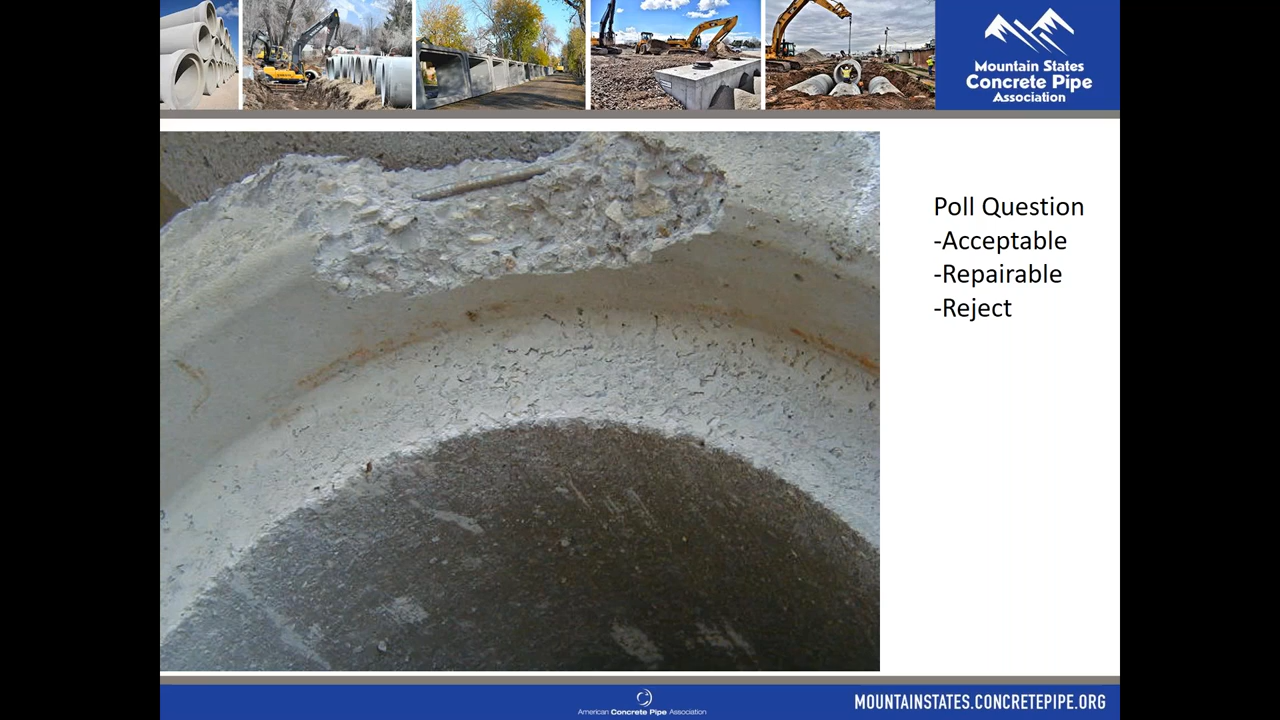 Mountain States
Concrete Pipe
Association
Poll Question
-Acceptable
-Repairable
-Reject
American Concrete Pipe Association
MOUNTAINSTATES.CONCRETEPIPE.ORG